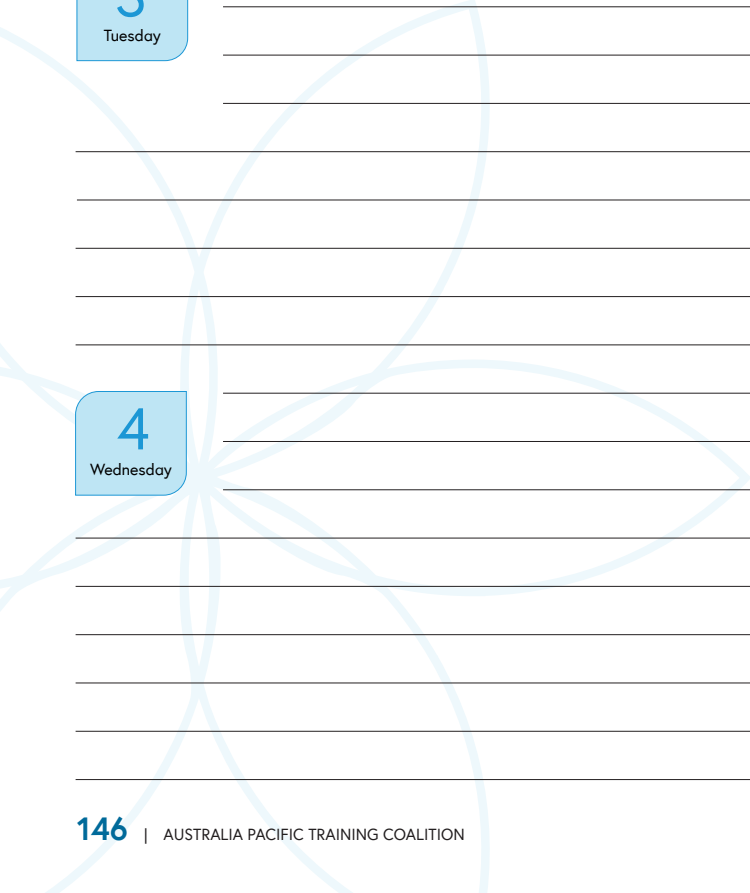 3
Tuesday
4
Wednesday
146 | AUSTRALIA PACIFIC TRAINING COALITION